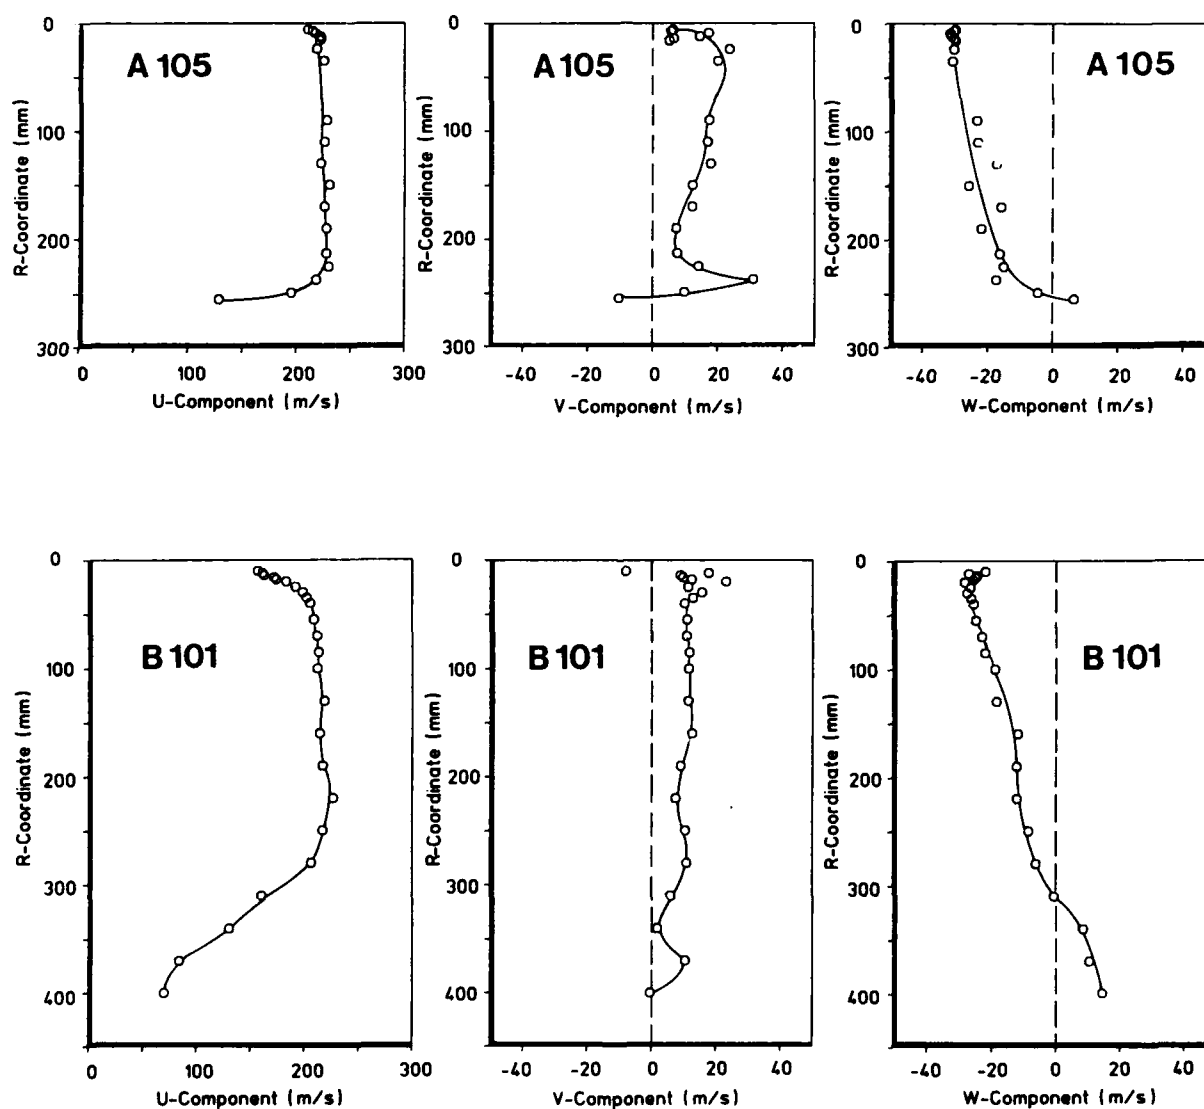 0
100
200
300
R-Coordinate (mm)
A 105
0 100 200 300
U-Component (m/s)
0
100
200
300
R-Coordinate (mm)
A 105
-40 -20 0 20 40
V-Component (m/s)
0
100
200
300
R-Coordinate (mm)
A 105
-40 -20 0 20 40
W-Component (m/s)
0
100
200
300
400
R-Coordinate (mm)
B 101
0 100 200 300
U-Component (m/s)
0
100
200
300
400
R-Coordinate (mm)
B 101
-40 -20 0 20 40
V-Component (m/s)
0
100
200
300
400
R-Coordinate (mm)
B 101
-40 -20 0 20 40
W-Component (m/s)